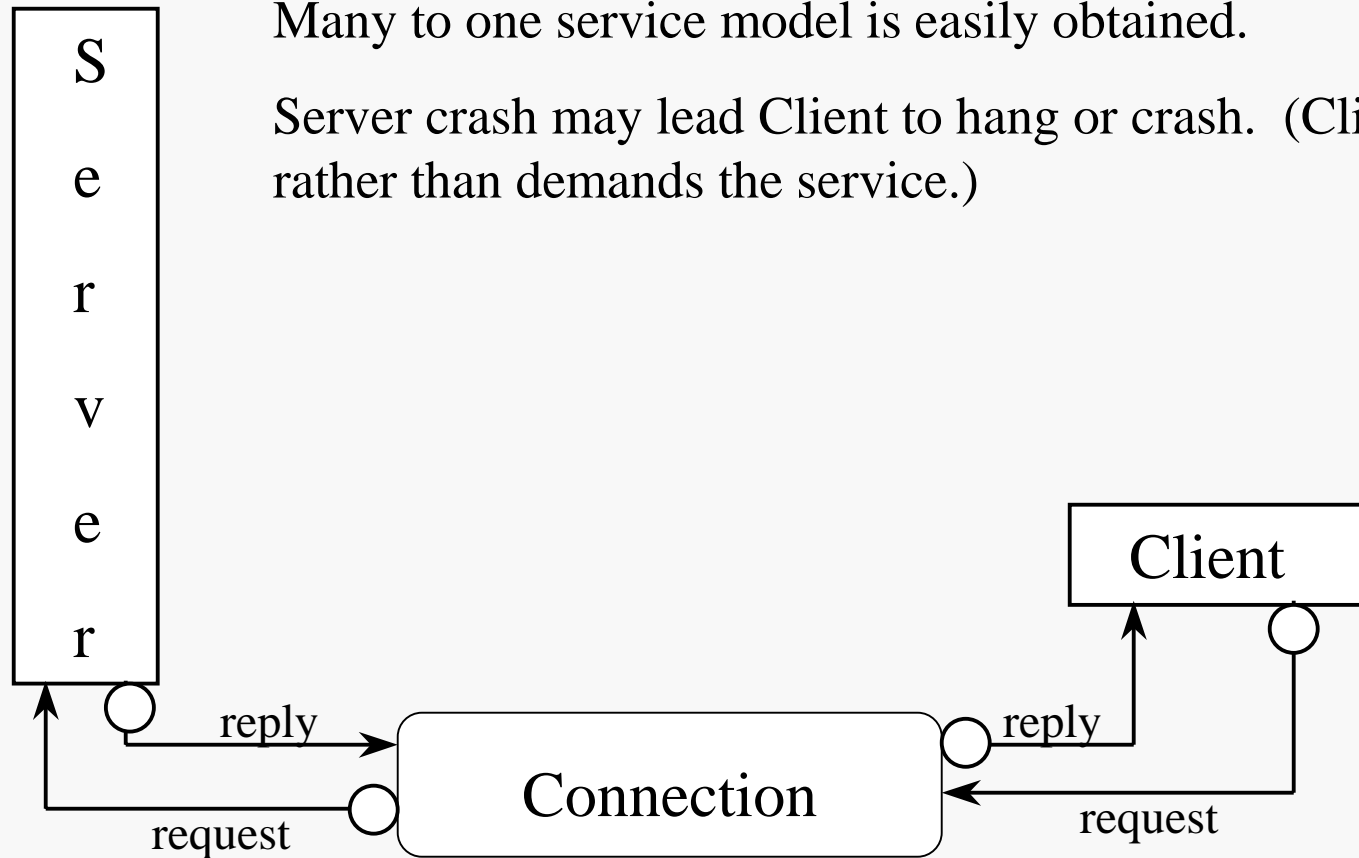 Many to one service model is easily obtained.
Server crash may lead Client to hang or crash. (Cli
rather than demands the service.)
S
e
r
v
e
r
Client
reply
reply
Connection
request
request